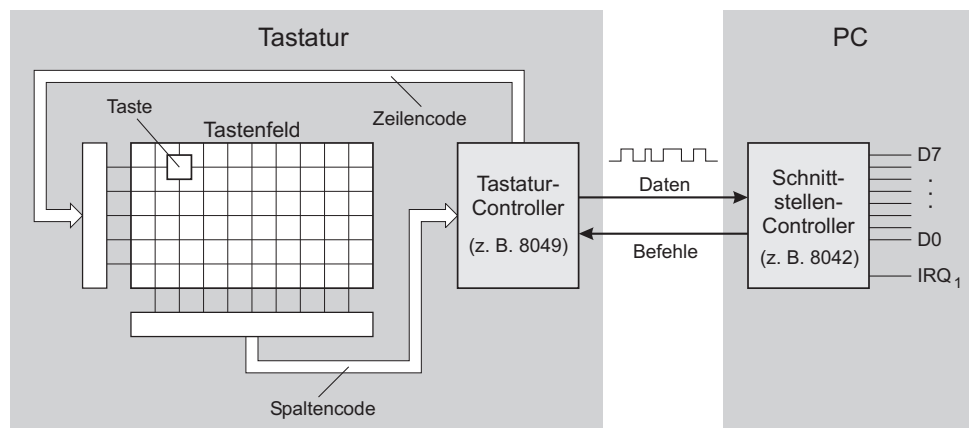 Tastatur
PC
Zeilencode
Taste
Tastenfeld
Tastatur-
Controller
(z. B. 8049)
Daten
Befehle
Schnitt-
stellen-
Controller
(z. B. 8042)
D7
D0
IRQ1
Spaltencode